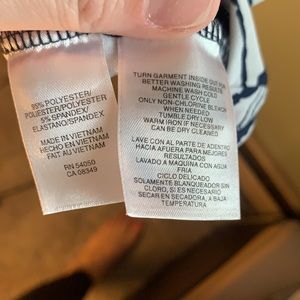 95% POLYESTER/
POLIESTER/POLYESTER
5% SPANDEX/
ELASTANO/SPANDEX
MADE IN VIETNAM
HECHO EN VIETNAM
FAIT AU VIETNAM
RN 54050
CA 08349
TURN GARMENT INSIDE OUT FOR
BETTER WASHING RESULTS
MACHINE WASH COLD
GENTLE CYCLE
ONLY NON-CHLORINE BLEACH
WHEN NEEDED
TUMBLE DRY LOW
WARM IRON IF NECESSARY
CAN BE DRY CLEANED
LAVE CON AL PARTE DE ADENTRO
HACIA AFUERA PARA MEJORES
RESULTADOS
LAVADO A MAQUINA CON AGUA
FRIA
CICLO DELICADO
SOLAMENTE BLANQUEADOR SIN
CLORO, SI ES NECESARIO
SECAR EN SECADORA, A BAJA
TEMPERATURA